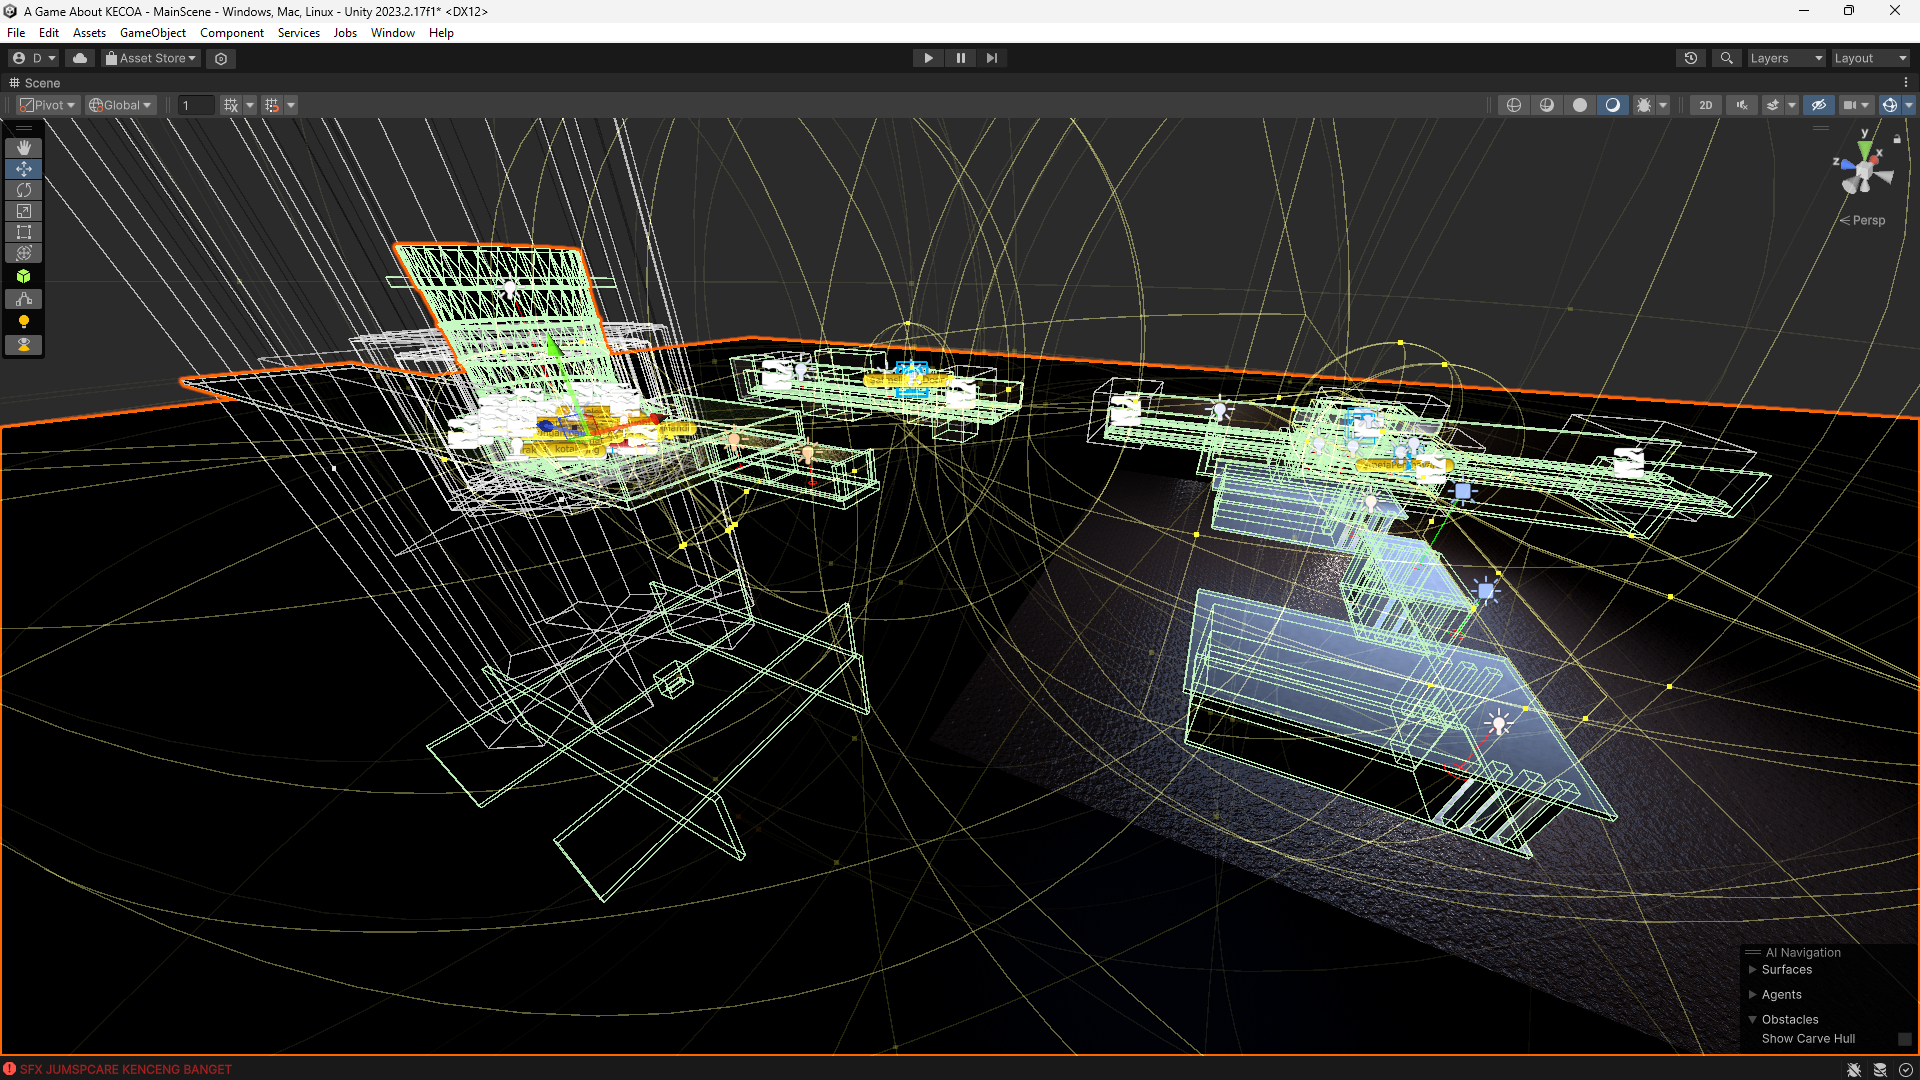 A Game About KECOA - MainScene - Windows, Mac, Linux - Unity 2023.2.17f1* <DX12>
File Edit Assets GameObject Component Services Jobs Window Help
D Asset Store Layers Layout
Scene
Pivot Global 1 2D
y
z x
Persp
AI Navigation
Surfaces
Agents
Obstacles
Show Carve Hull
SFX JUMSPCARE KENCENG BANGET